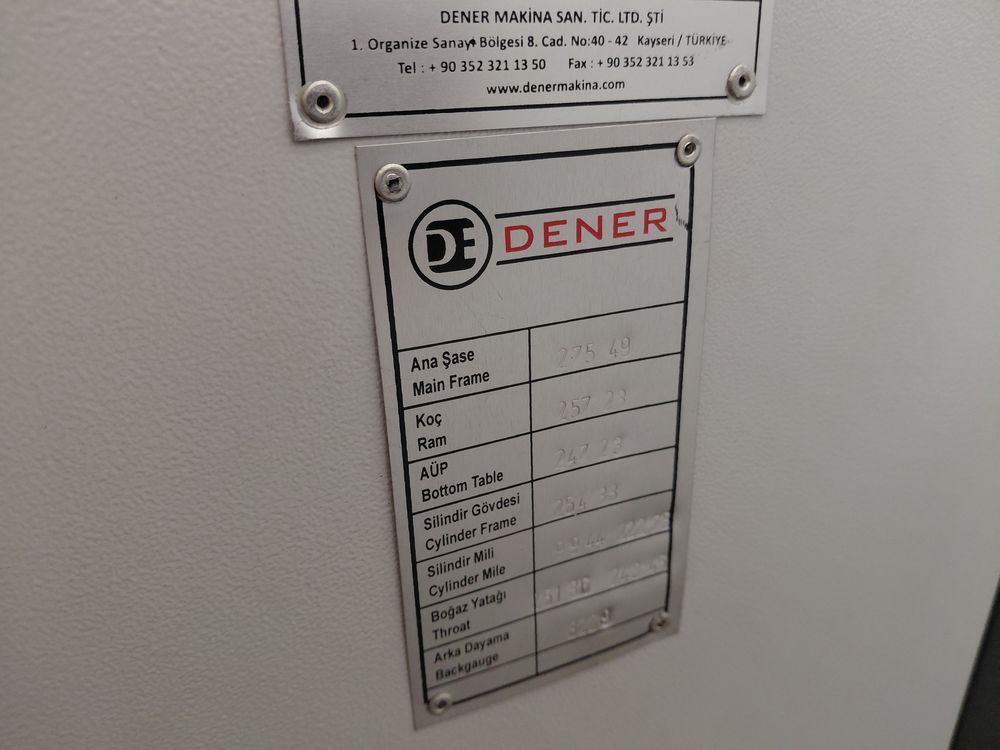 DENER MAKİNA SAN. TİC. LTD. ŞTİ
1. Organize Sanayi Bölgesi 8. Cad. No:40 - 42 Kayseri / TÜRKİYE
Tel : + 90 352 321 13 50 Fax : + 90 352 321 13 53
www.denermakina.com
DE DENER
Ana Şase
Main Frame
275 49
Koç
Ram
257 23
AÜP
Bottom Table
247 23
Silindir Gövdesi
Cylinder Frame
254 33
Silindir Mili
Cylinder Mile
Boğaz Yatağı
Throat
Arka Dayama
Backgauge